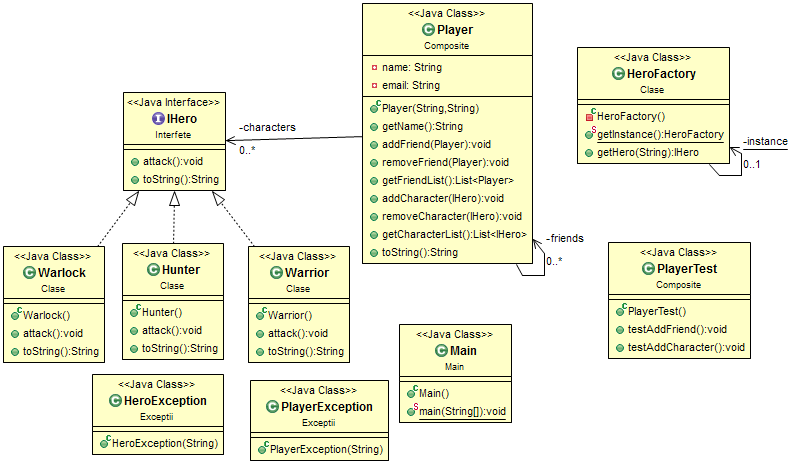 <<Java Class>>
Player
Composite
name: String
email: String
Player(String,String)
getName():String
addFriend(Player):void
removeFriend(Player):void
getFriendList():List<Player>
addCharacter(IHero):void
removeCharacter(IHero):void
getCharacterList():List<IHero>
toString():String
<<Java Class>>
HeroFactory
Clase
HeroFactory()
getInstance():HeroFactory
getHero(String):IHero
-instance
0..1
<<Java Interface>>
IHero
Interfete
attack():void
toString():String
-characters
0..*
-friends
0..*
<<Java Class>>
Warlock
Clase
Warlock()
attack():void
toString():String
<<Java Class>>
Hunter
Clase
Hunter()
attack():void
toString():String
<<Java Class>>
Warrior
Clase
Warrior()
attack():void
toString():String
<<Java Class>>
PlayerTest
Composite
PlayerTest()
testAddFriend():void
testAddCharacter():void
<<Java Class>>
Main
Main
Main()
main(String[]):void
<<Java Class>>
HeroException
Exceptii
HeroException(String)
<<Java Class>>
PlayerException
Exceptii
PlayerException(String)